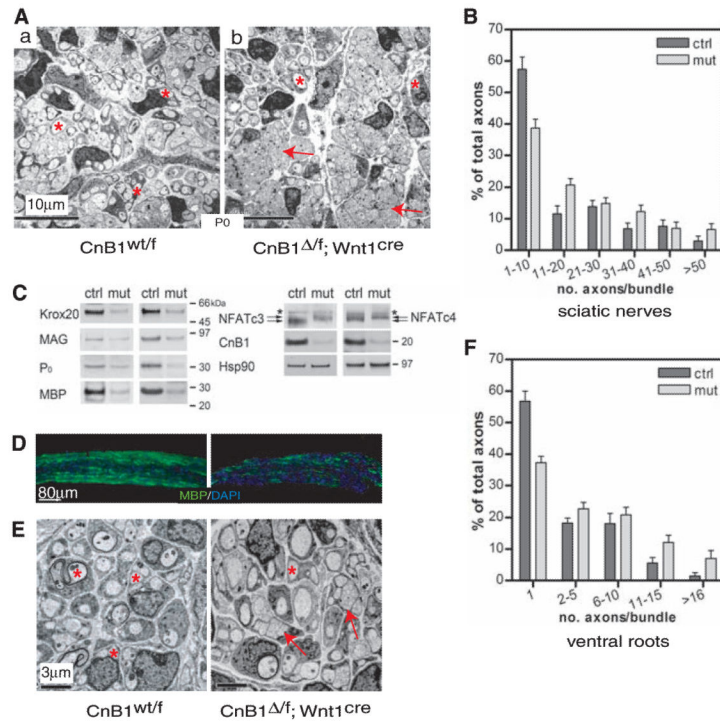 A
a
b
*
*
*
*
*
10μm
P0
CnB1wt/f
CnB1Δ/f; Wnt1cre
B
ctrl
mut
% of total axons
70
60
50
40
30
20
10
0
1-10 11-20 21-30 31-40 41-50 >50
no. axons/bundle
sciatic nerves
C
ctrl mut ctrl mut
66kDa
Krox20
45
97
MAG
P0
30
MBP
30
20
ctrl mut ctrl mut
*
*
NFATc3
NFATc4
CnB1
20
Hsp90
97
D
80μm
MBP/DAPI
E
*
*
*
*
3μm
CnB1wt/f
CnB1Δ/f; Wnt1cre
F
ctrl
mut
% of total axons
70
60
50
40
30
20
10
0
1 2-5 6-10 11-15 >16
no. axons/bundle
ventral roots